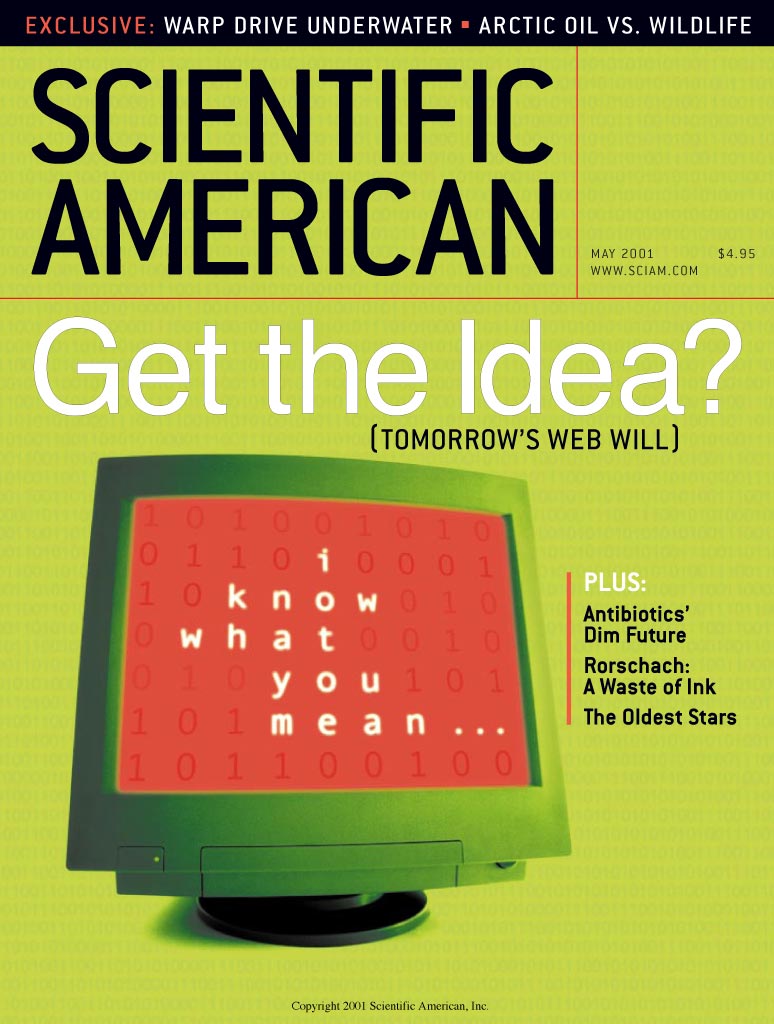 EXCLUSIVE: WARP DRIVE UNDERWATER ▪ ARCTIC OIL VS. WILDLIFE
SCIENTIFIC
AMERICAN
MAY 2001 $4.95
WWW.SCIAM.COM
Get the Idea?
(TOMORROW'S WEB WILL)
1 0 1 0 0 1 0 1 0
0 1 1 0 i 0 0 0 1
1 0 k n o w 0 1 0
0 w h a t 0 0 1 0
0 1 0 y o u 1 0 1
1 0 1 m e a n ...
1 0 1 1 0 0 1 0 0
PLUS:
Antibiotics'
Dim Future
Rorschach:
A Waste of Ink
The Oldest Stars
Copyright 2001 Scientific American, Inc.